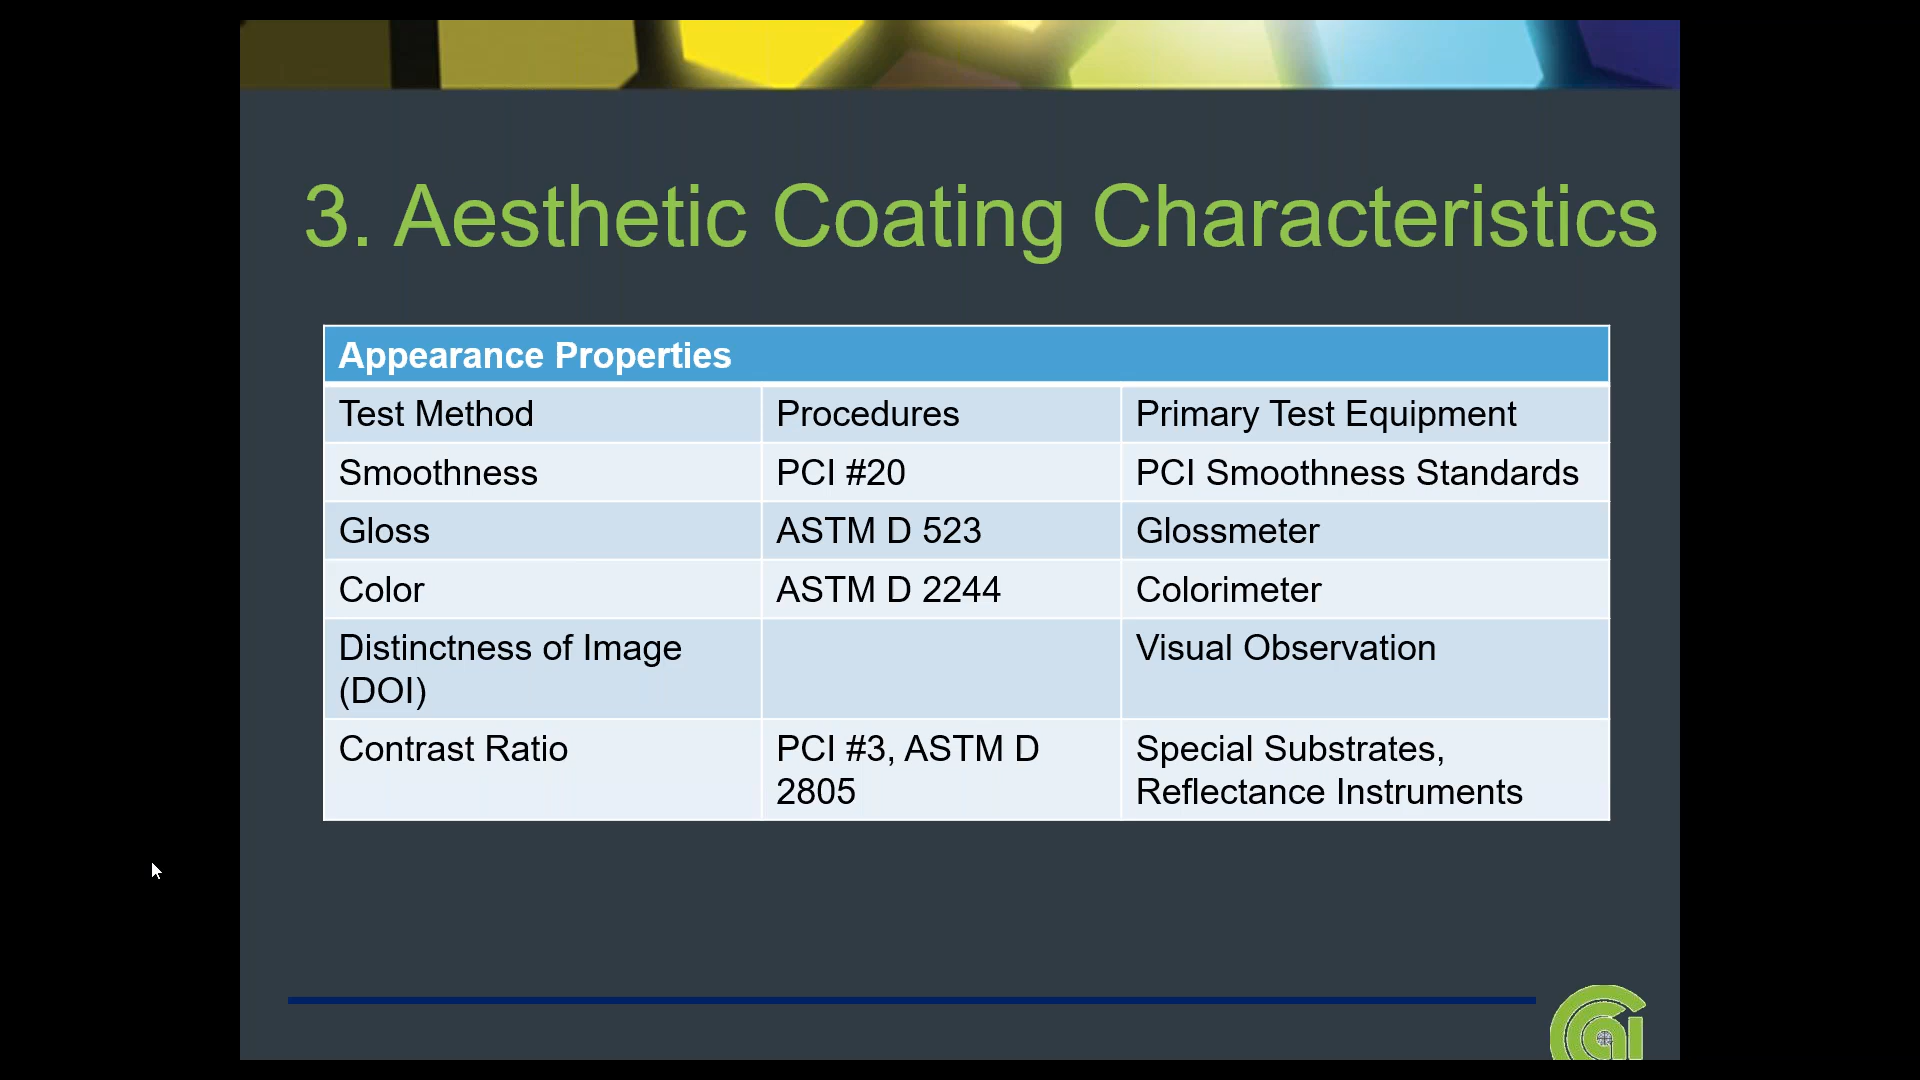 3. Aesthetic Coating Characteristics
Appearance Properties
Test Method Procedures Primary Test Equipment
Smoothness PCI #20 PCI Smoothness Standards
Gloss ASTM D 523 Glossmeter
Color ASTM D 2244 Colorimeter
Distinctness of Image Visual Observation
(DOI)
Contrast Ratio PCI #3, ASTM D Special Substrates,
2805 Reflectance Instruments
CCai